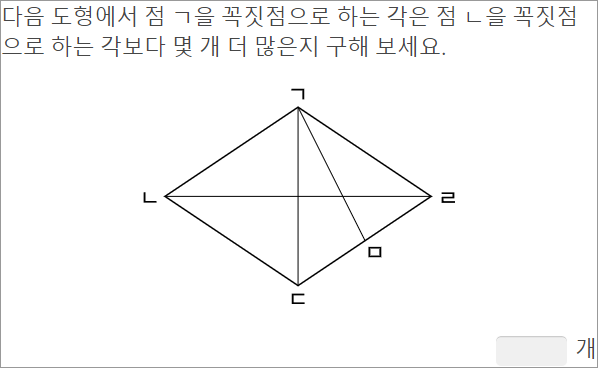 다음 도형에서 점 ㄱ을 꼭짓점으로 하는 각은 점 ㄴ을 꼭짓점
으로 하는 각보다 몇 개 더 많은지 구해 보세요.
ㄱ
ㄴ
ㄹ
ㅁ
ㄷ
개